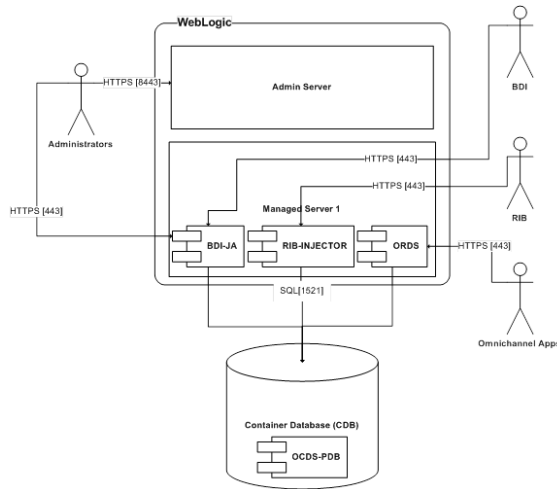 WebLogic
BDI
HTTPS [8443]
Admin Server
Administrators
HTTPS [443]
HTTPS [443]
RIB
HTTPS [443]
Managed Server 1
BDI-JA
RIB-INJECTOR
ORDS
HTTPS [443]
SQL[1521]
Omnichannel Apps
Container Database (CDB)
OCDS-PDB